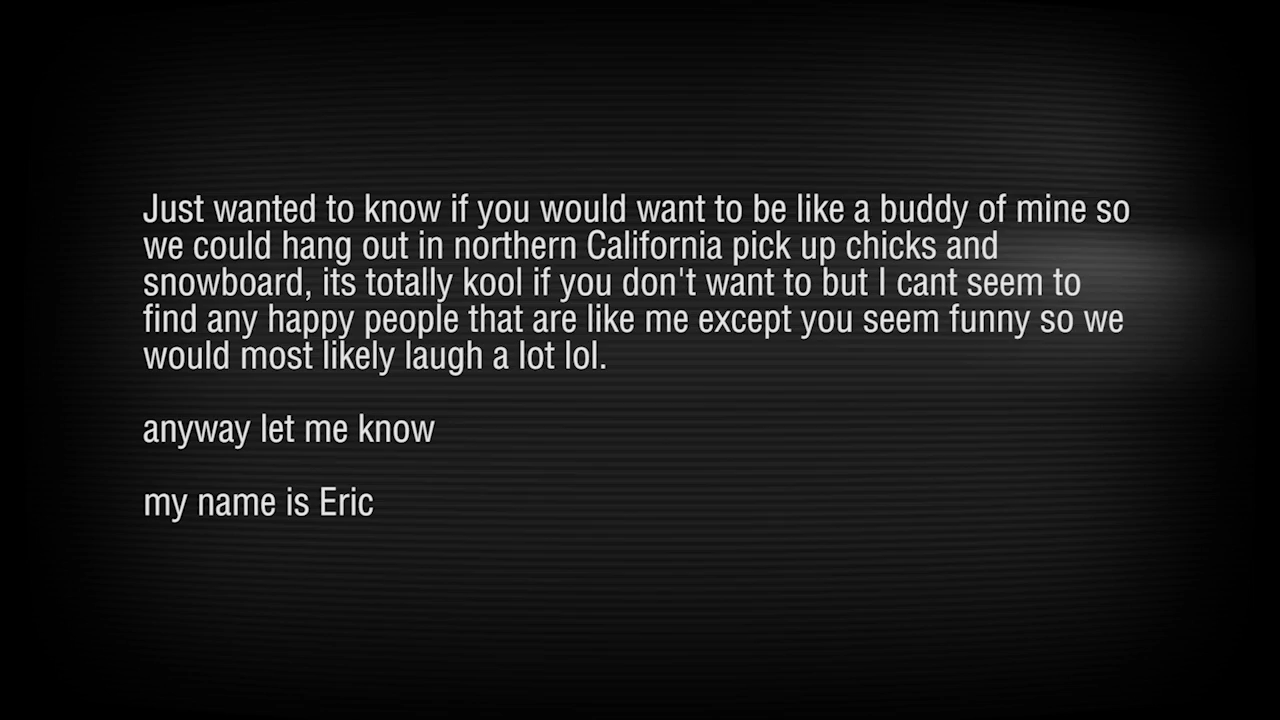 Just wanted to know if you would want to be like a buddy of mine so
we could hang out in northern California pick up chicks and
snowboard, its totally kool if you don't want to but I cant seem to
find any happy people that are like me except you seem funny so we
would most likely laugh a lot lol.
anyway let me know
my name is Eric